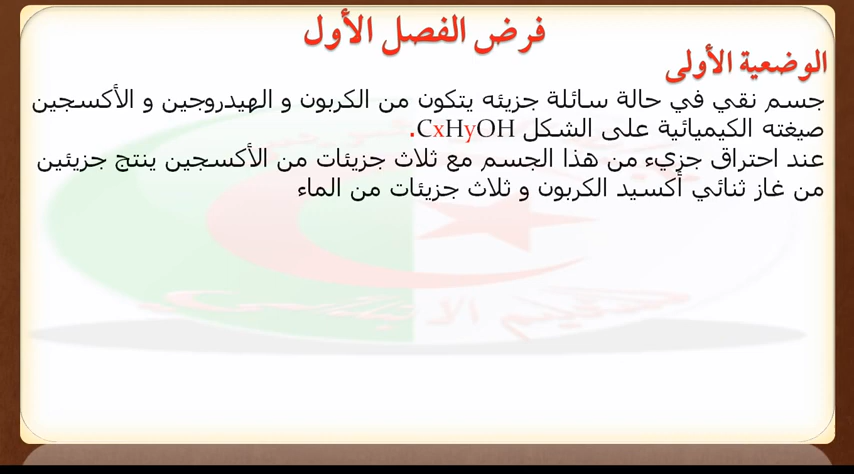 فرض الفصل الأول
الوضعية الأولى
جسم نقي في حالة سائلة جزيئه يتكون من الكربون و الهيدروجين و الأكسجين
صيغته الكيميائية على الشكل CxHyOH.
عند احتراق جزيء من هذا الجسم مع ثلاث جزيئات من الأكسجين ينتج جزيئين
من غاز ثنائي أكسيد الكربون و ثلاث جزيئات من الماء